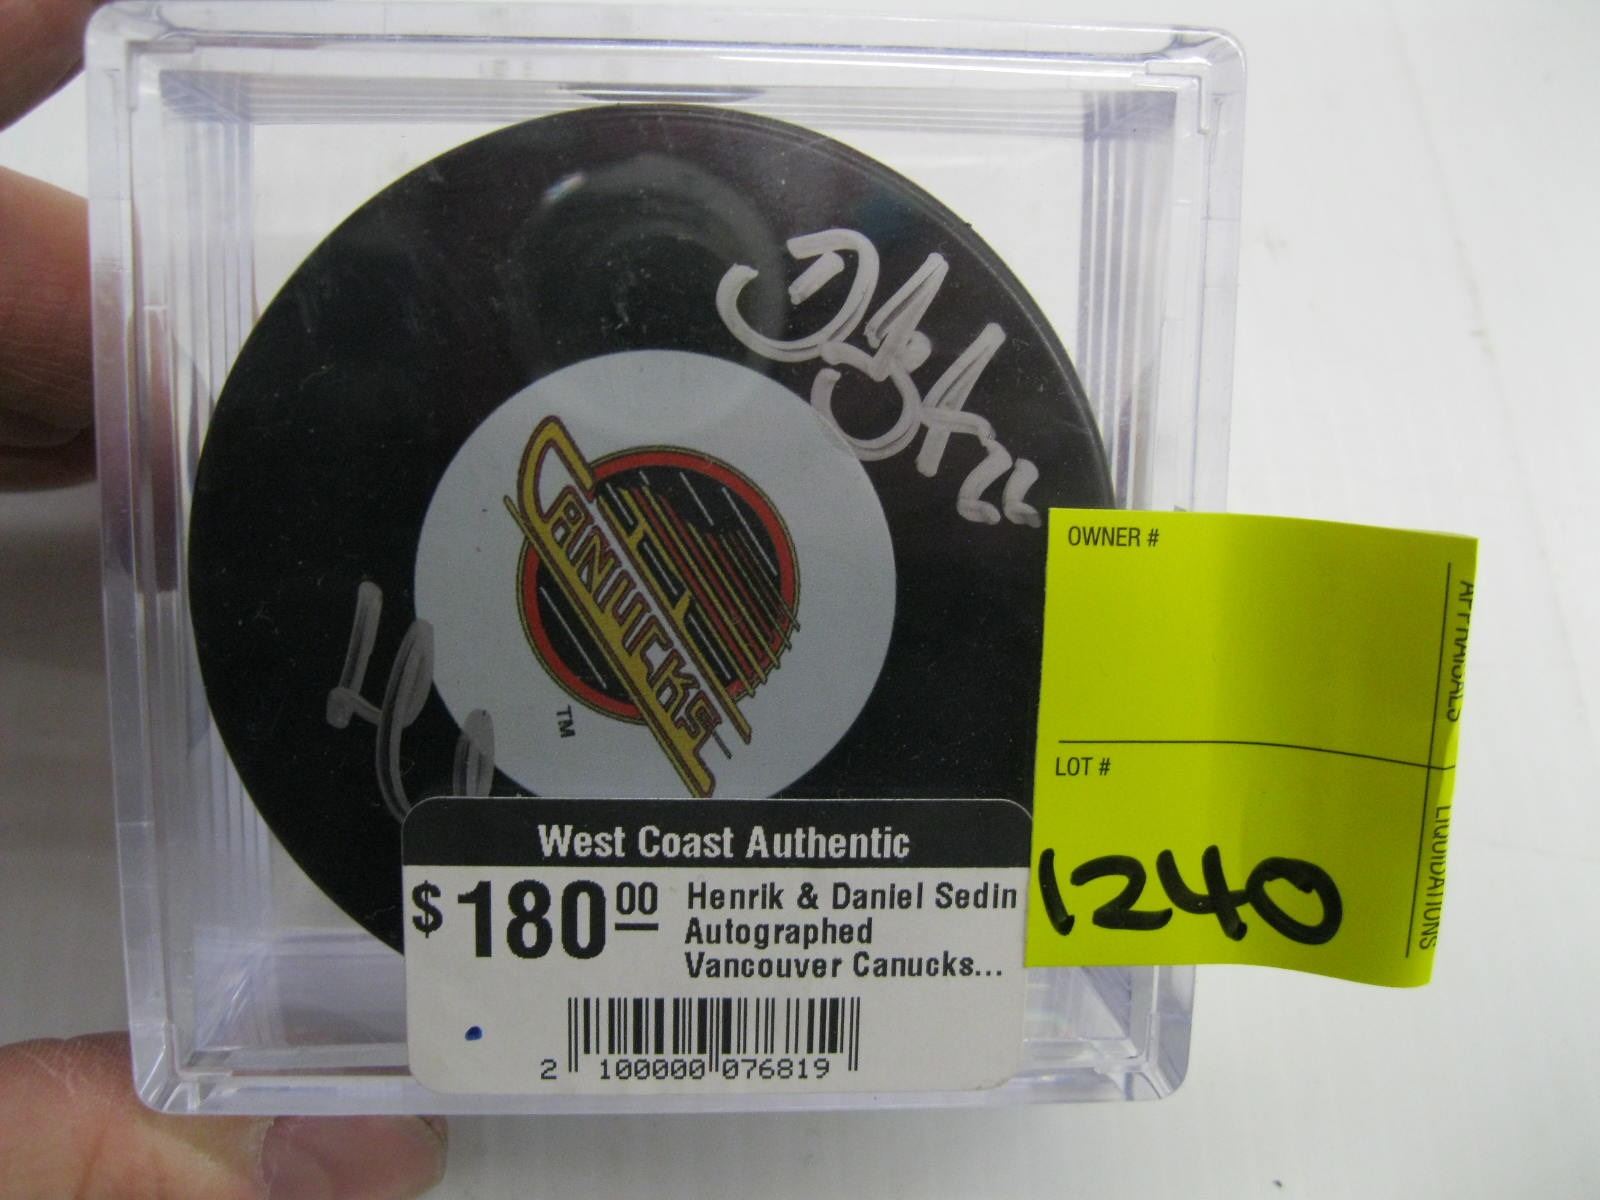 22
CANUCKS
TM
OWNER #
LOT #
1240
APPRAISALS LIQUIDATIONS
West Coast Authentic
$180.00 Henrik & Daniel Sedin
Autographed
Vancouver Canucks...
2 100000 076819